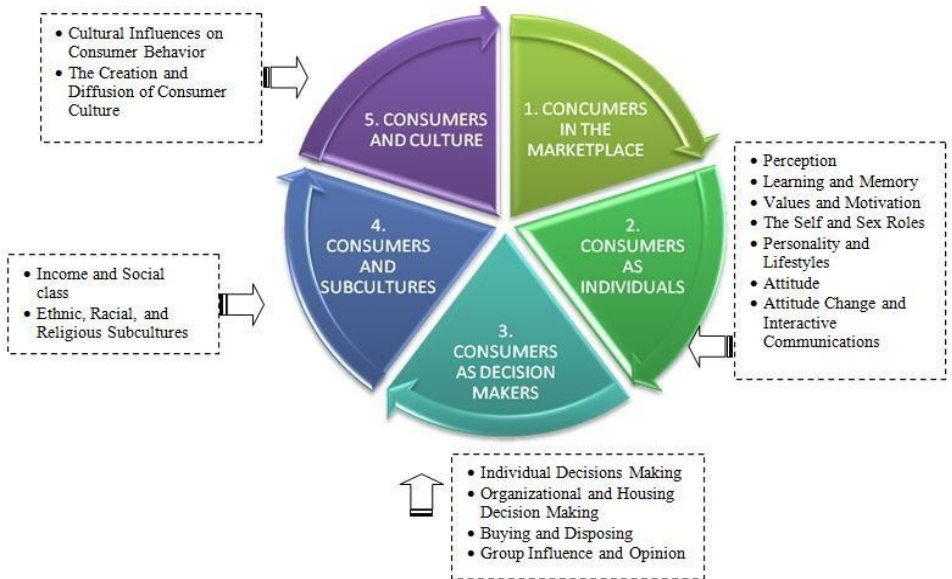 • Cultural Influences on
Consumer Behavior
• The Creation and
Diffusion of Consumer
Culture
5. CONSUMERS
AND CULTURE
1. CONCUMERS
IN THE
MARKETPLACE
• Perception
• Learning and Memory
• Values and Motivation
• The Self and Sex Roles
• Personality and
Lifestyles
• Attitude
• Attitude Change and
Interactive
Communications
2.
CONSUMERS
AS
INDIVIDUALS
4.
CONSUMERS
AND
SUBCULTURES
• Income and Social
class
• Ethnic, Racial, and
Religious Subcultures
3.
CONSUMERS
AS DECISION
MAKERS
• Individual Decisions Making
• Organizational and Housing
Decision Making
• Buying and Disposing
• Group Influence and Opinion